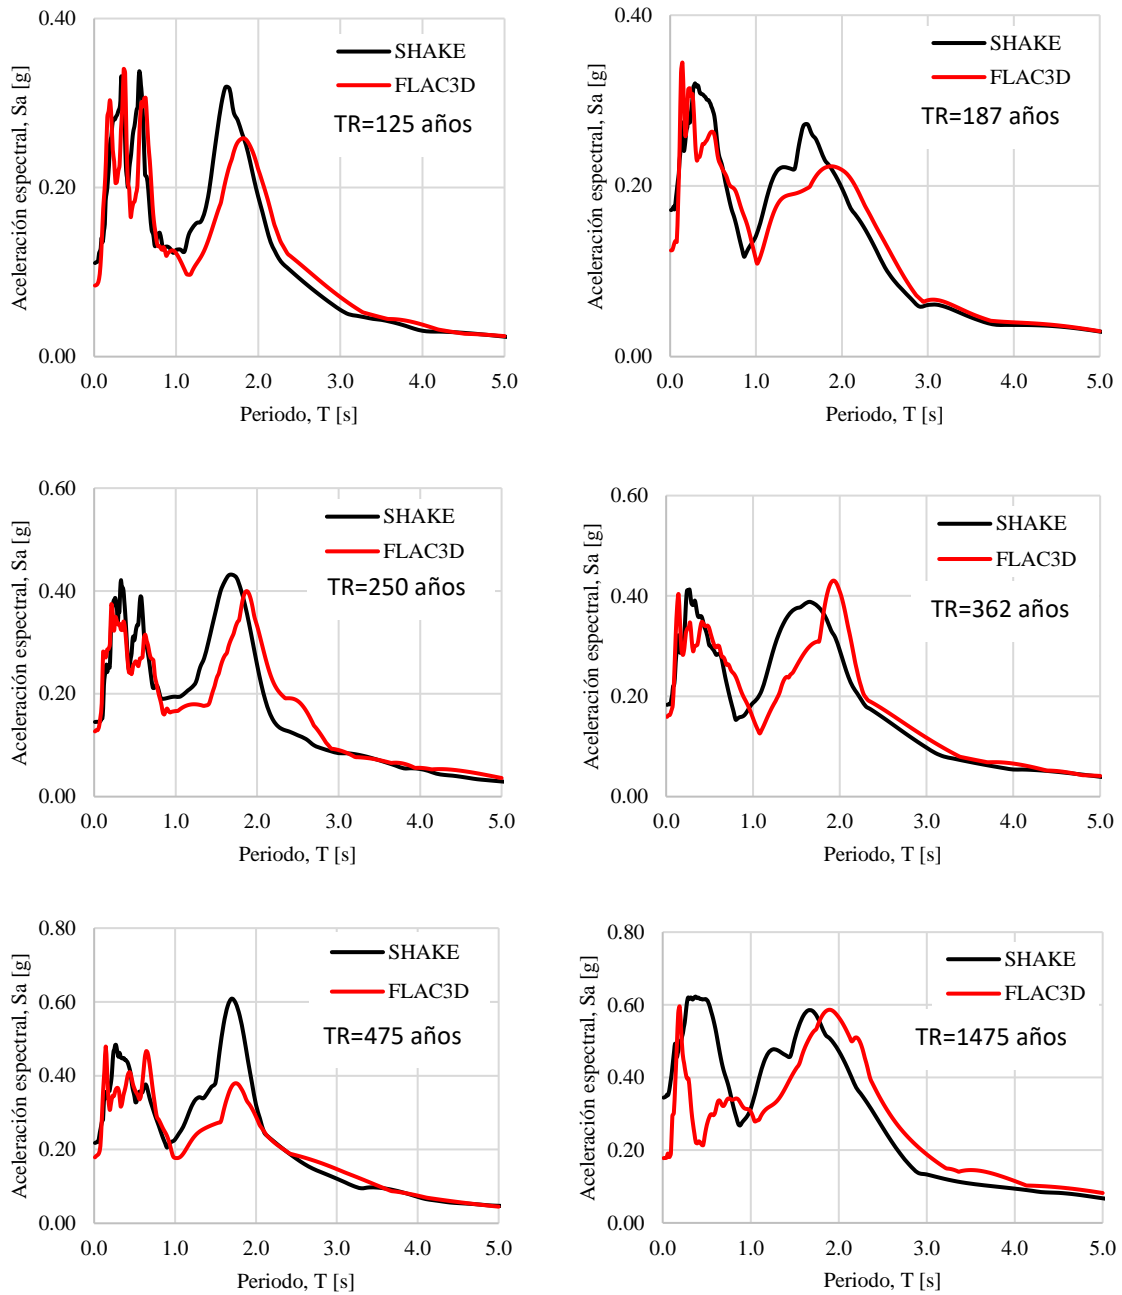 0.40
0.20
0.00
Aceleración espectral, Sa [g]
SHAKE
FLAC3D
TR=125 años
0.0 1.0 2.0 3.0 4.0 5.0
Periodo, T [s]
0.40
0.20
0.00
Aceleración espectral, Sa [g]
SHAKE
FLAC3D
TR=187 años
0.0 1.0 2.0 3.0 4.0 5.0
Periodo, T [s]
0.60
0.40
0.20
0.00
Aceleración espectral, Sa [g]
SHAKE
FLAC3D
TR=250 años
0.0 1.0 2.0 3.0 4.0 5.0
Periodo, T [s]
0.60
0.40
0.20
0.00
Aceleración espectral, Sa [g]
SHAKE
FLAC3D
TR=362 años
0.0 1.0 2.0 3.0 4.0 5.0
Periodo, T [s]
0.80
0.60
0.40
0.20
0.00
Aceleración espectral, Sa [g]
SHAKE
FLAC3D
TR=475 años
0.0 1.0 2.0 3.0 4.0 5.0
Periodo, T [s]
0.80
0.60
0.40
0.20
0.00
Aceleración espectral, Sa [g]
SHAKE
FLAC3D
TR=1475 años
0.0 1.0 2.0 3.0 4.0 5.0
Periodo, T [s]